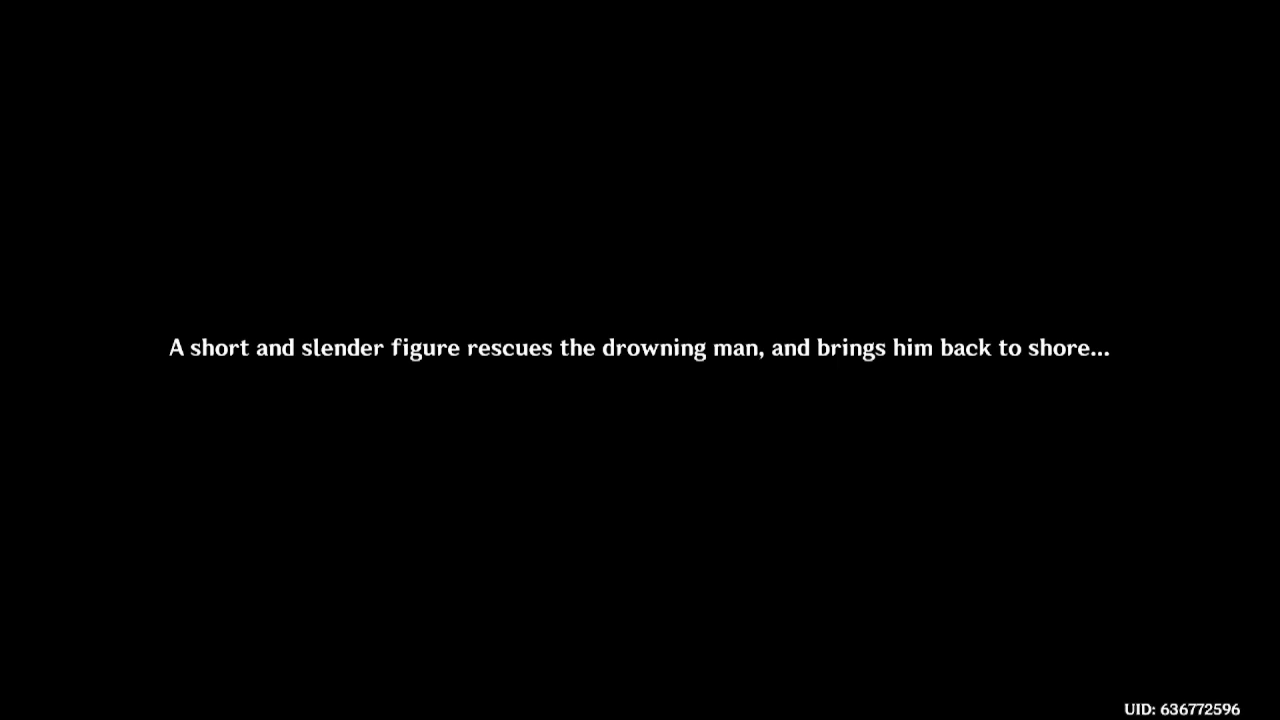 A short and slender figure rescues the drowning man, and brings him back to shore...
UID: 636772596